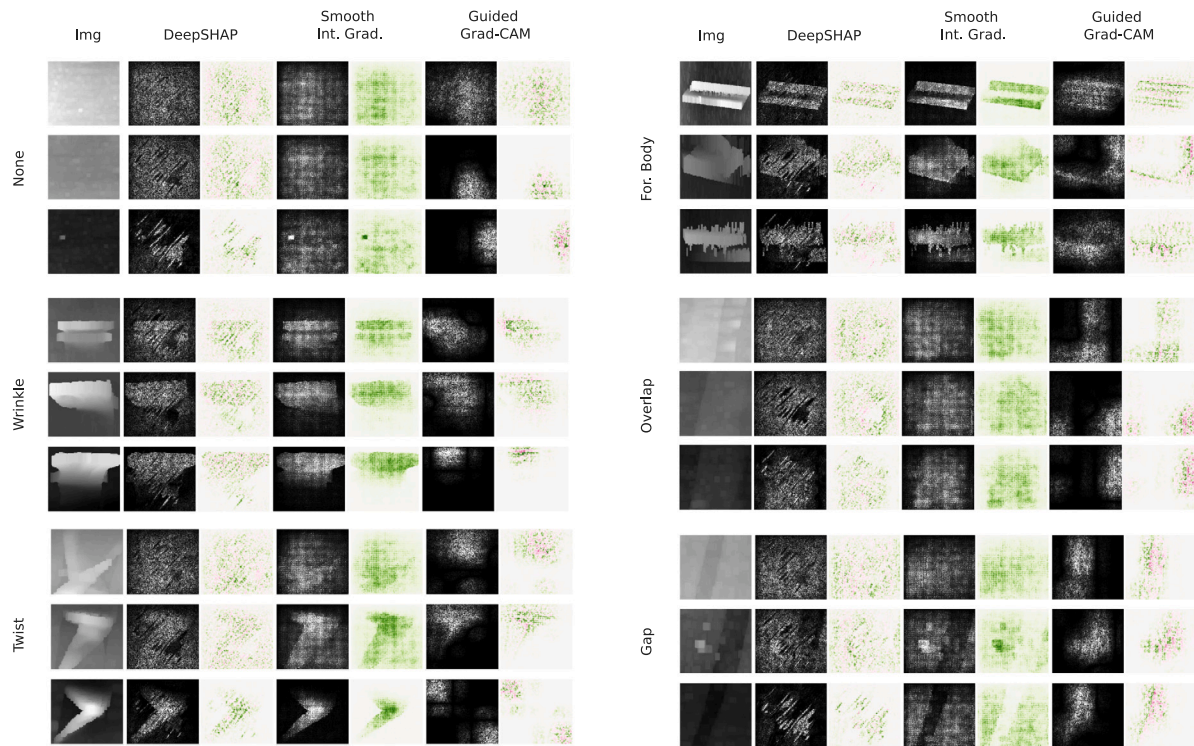 Img
DeepSHAP
Smooth
Int. Grad.
Guided
Grad-CAM
None
Wrinkle
Twist
Img
DeepSHAP
Smooth
Int. Grad.
Guided
Grad-CAM
For. Body
Overlap
Gap